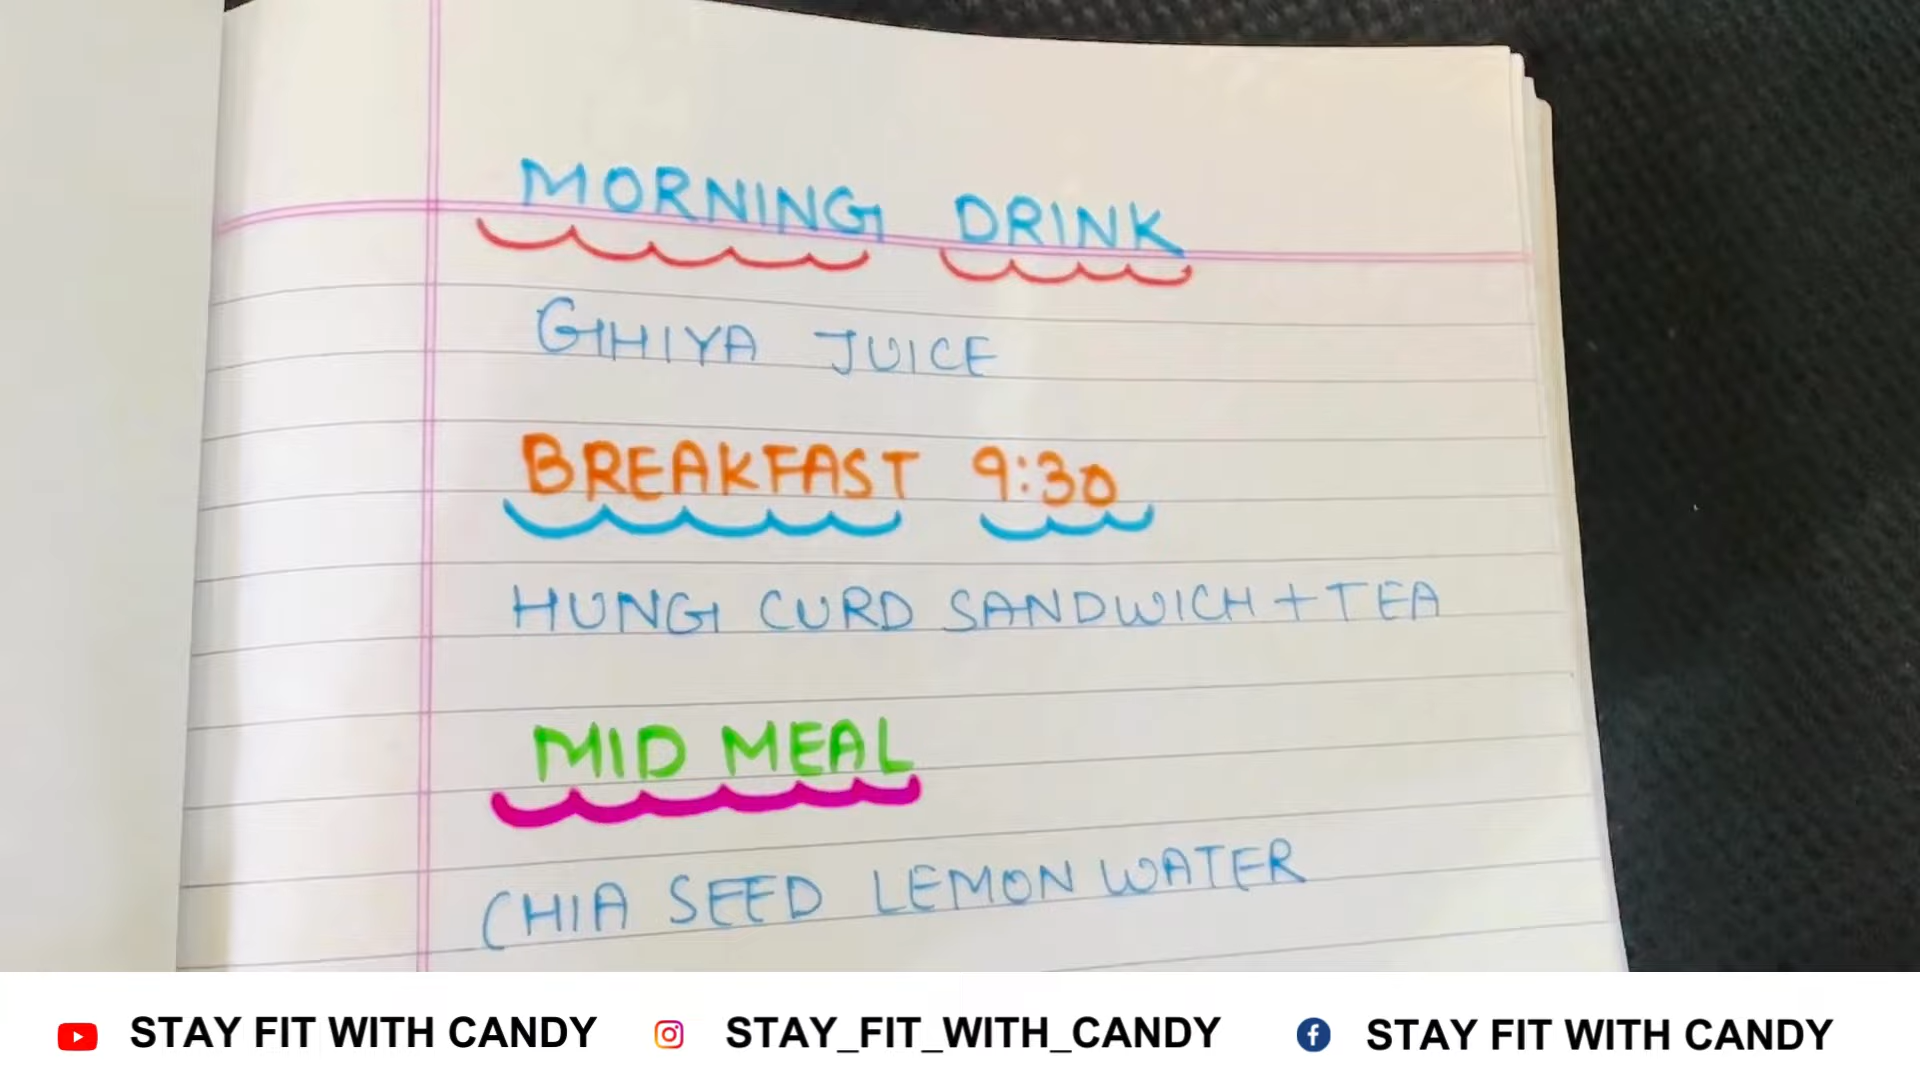 MORNING DRINK
GHIYA JUICE
BREAKFAST 9:30
HUNG CURD SANDWICH + TEA
MID MEAL
CHIA SEED LEMON WATER
STAY FIT WITH CANDY STAY_FIT_WITH_CANDY STAY FIT WITH CANDY